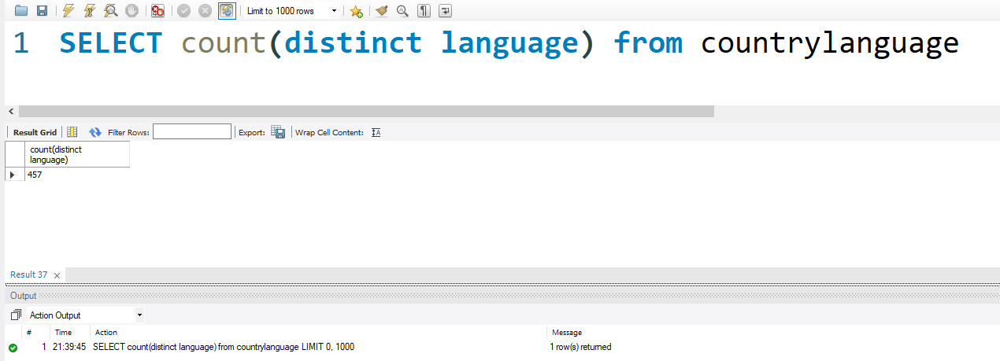 Limit to 1000 rows
1 SELECT count(distinct language) from countrylanguage
Result Grid Filter Rows: Export: Wrap Cell Content:
count(distinct
language)
457
Result 37
Output
Action Output
# Time Action Message
1 21:39:45 SELECT count(distinct language) from countrylanguage LIMIT 0, 1000 1 row(s) returned